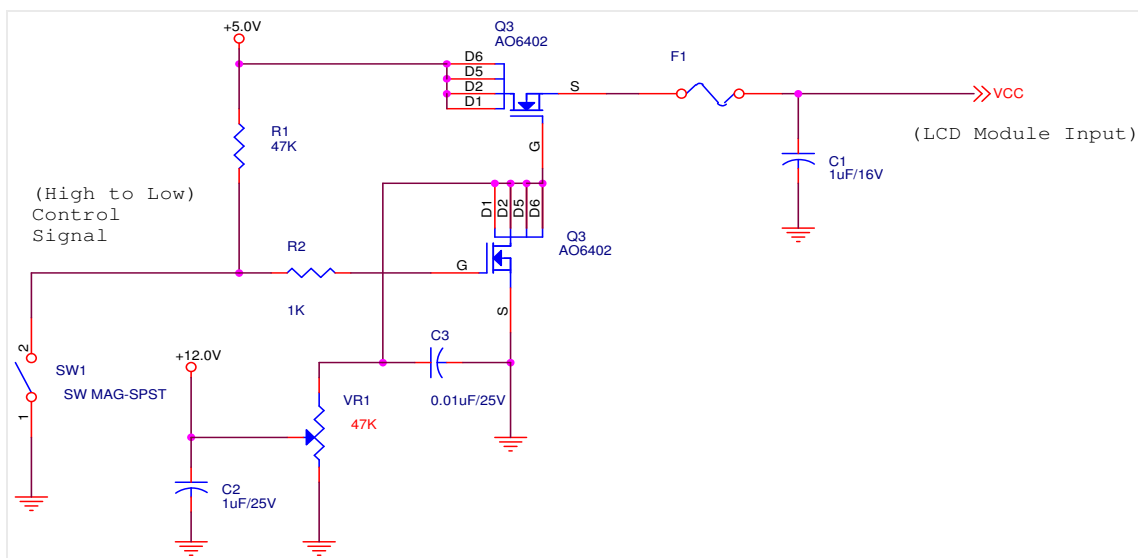 +5.0V
Q3
AO6402
F1
D6
D5
D2
D1
S
VCC
(LCD Module Input)
R1
47K
G
C1
1uF/16V
(High to Low)
Control
Signal
D1
D2
D5
D6
Q3
AO6402
R2
G
1K
S
C3
+12.0V
2
SW1
SW MAG-SPST
0.01uF/25V
VR1
47K
1
C2
1uF/25V